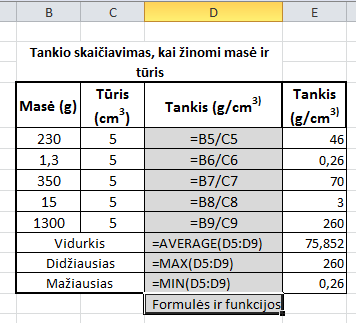 B C D E
Tankio skaičiavimas, kai žinomi masė ir
tūris
Masė (g) Tūris (cm³) Tankis (g/cm³⁾ Tankis (g/cm³⁾
230 5 =B5/C5 46
1,3 5 =B6/C6 0,26
350 5 =B7/C7 70
15 5 =B8/C8 3
1300 5 =B9/C9 260
Vidurkis =AVERAGE(D5:D9) 75,852
Didžiausias =MAX(D5:D9) 260
Mažiausias =MIN(D5:D9) 0,26
Formulės ir funkcijos